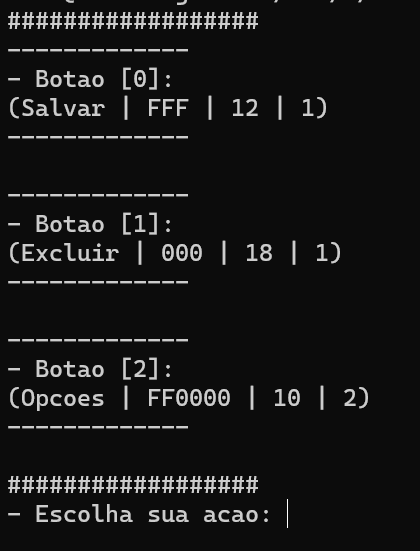 ##################
-------------
- Botao [0]:
(Salvar | FFF | 12 | 1)
-------------
-------------
- Botao [1]:
(Excluir | 000 | 18 | 1)
-------------
-------------
- Botao [2]:
(Opcoes | FF0000 | 10 | 2)
-------------
##################
- Escolha sua acao: